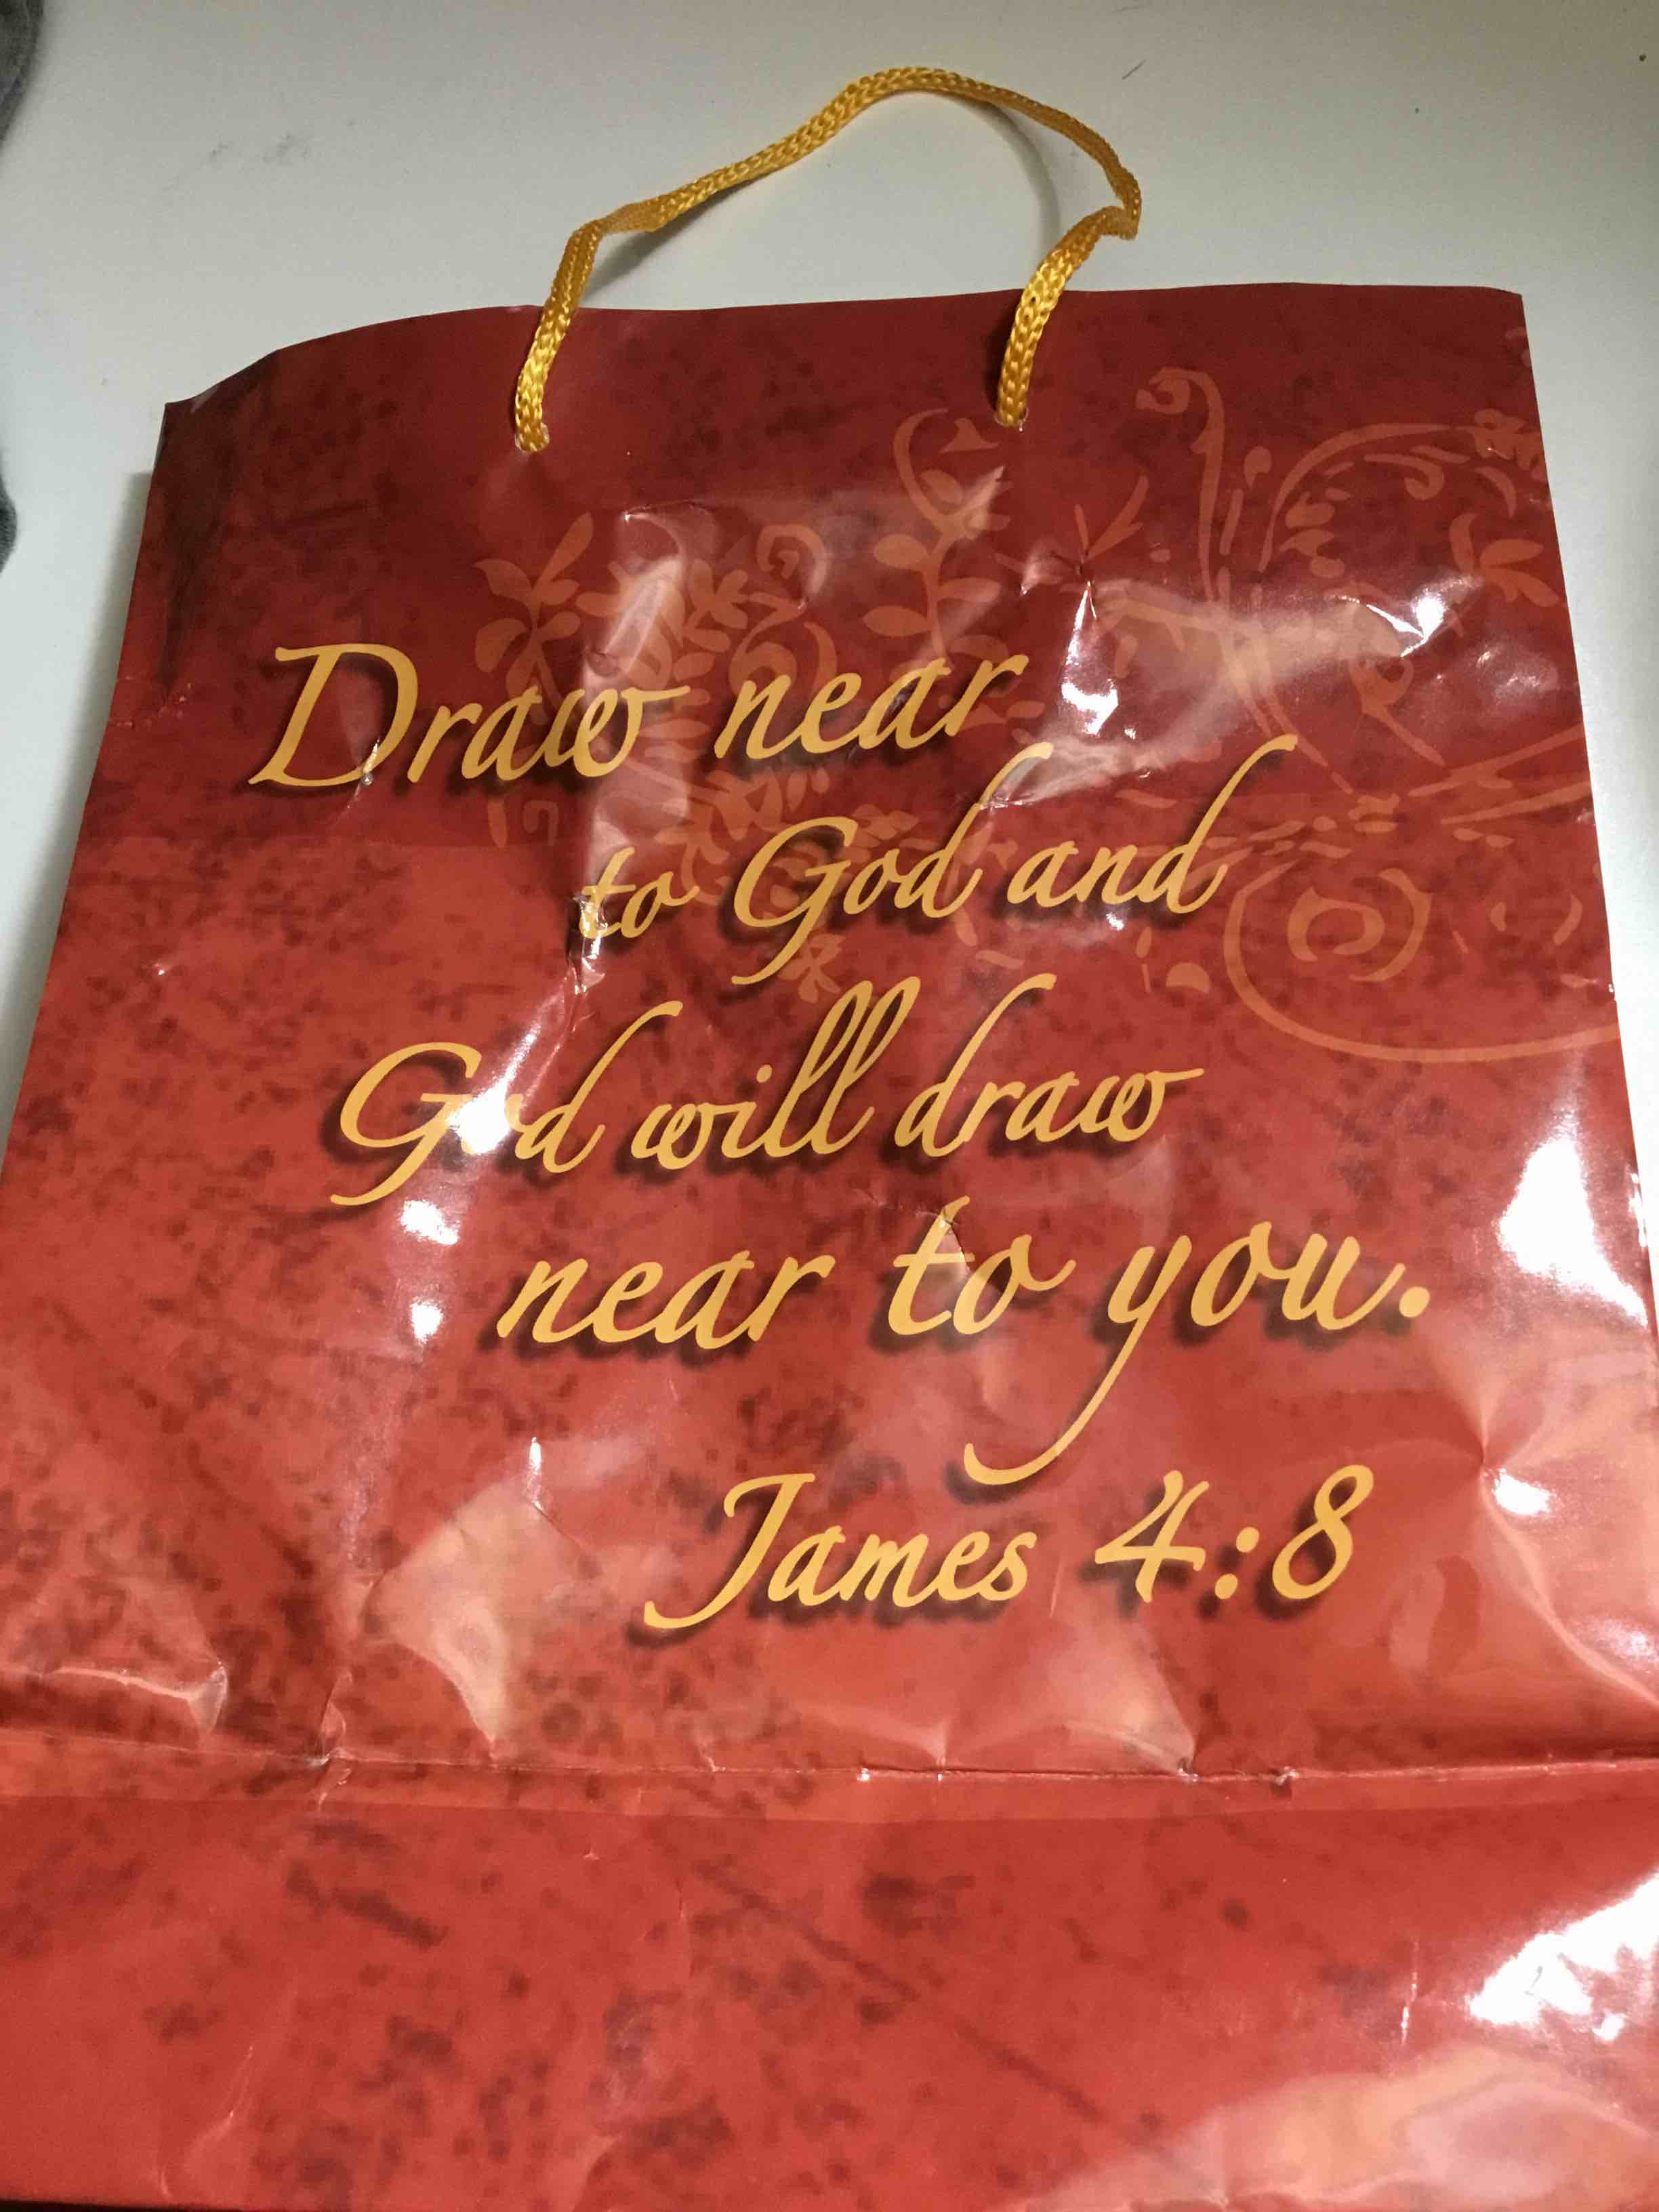 Draw near
to God and
God will draw
near to you.
James 4:8